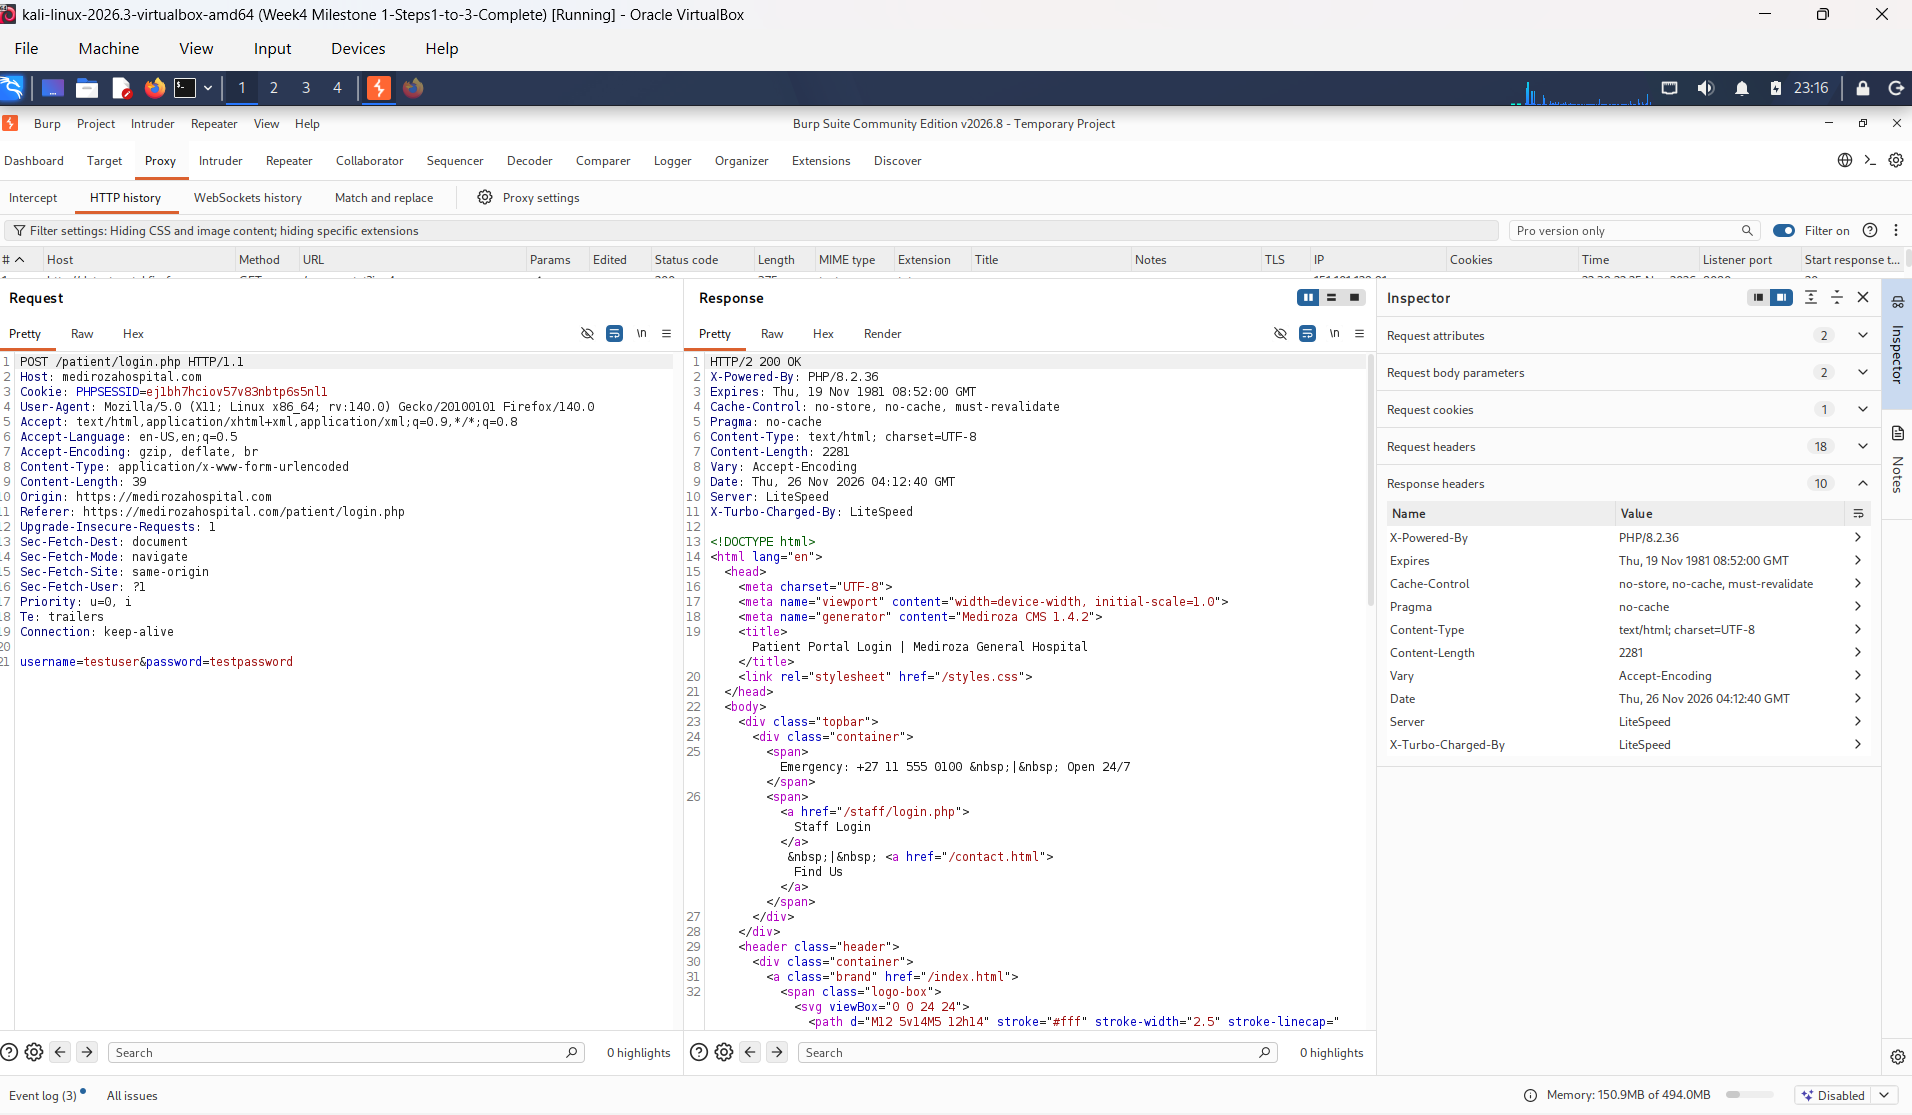 kali-linux-2026.3-virtualbox-amd64 (Week4 Milestone 1-Steps1-to-3-Complete) [Running] - Oracle VirtualBox
File Machine View Input Devices Help
1 2 3 4 23:16
Burp Project Intruder Repeater View Help Burp Suite Community Edition v2026.8 - Temporary Project
Dashboard Target Proxy Intruder Repeater Collaborator Sequencer Decoder Comparer Logger Organizer Extensions Discover
Intercept HTTP history WebSockets history Match and replace Proxy settings
Filter settings: Hiding CSS and image content; hiding specific extensions Pro version only Filter on
# Host Method URL Params Edited Status code Length MIME type Extension Title Notes TLS IP Cookies Time Listener port Start response t...
Request
Pretty Raw Hex \n
1 POST /patient/login.php HTTP/1.1
2 Host: medirozahospital.com
3 Cookie: PHPSESSID=ej1bh7hciov57v83nbtp6s5nl1
4 User-Agent: Mozilla/5.0 (X11; Linux x86_64; rv:140.0) Gecko/20100101 Firefox/140.0
5 Accept: text/html,application/xhtml+xml,application/xml;q=0.9,*/*;q=0.8
6 Accept-Language: en-US,en;q=0.5
7 Accept-Encoding: gzip, deflate, br
8 Content-Type: application/x-www-form-urlencoded
9 Content-Length: 39
10 Origin: https://medirozahospital.com
11 Referer: https://medirozahospital.com/patient/login.php
12 Upgrade-Insecure-Requests: 1
13 Sec-Fetch-Dest: document
14 Sec-Fetch-Mode: navigate
15 Sec-Fetch-Site: same-origin
16 Sec-Fetch-User: ?1
17 Priority: u=0, i
18 Te: trailers
19 Connection: keep-alive
20
21 username=testuser&password=testpassword
Search 0 highlights
Response
Pretty Raw Hex Render \n
1 HTTP/2 200 OK
2 X-Powered-By: PHP/8.2.36
3 Expires: Thu, 19 Nov 1981 08:52:00 GMT
4 Cache-Control: no-store, no-cache, must-revalidate
5 Pragma: no-cache
6 Content-Type: text/html; charset=UTF-8
7 Content-Length: 2281
8 Vary: Accept-Encoding
9 Date: Thu, 26 Nov 2026 04:12:40 GMT
10 Server: LiteSpeed
11 X-Turbo-Charged-By: LiteSpeed
12
13 <!DOCTYPE html>
14 <html lang="en">
15 <head>
16 <meta charset="UTF-8">
17 <meta name="viewport" content="width=device-width, initial-scale=1.0">
18 <meta name="generator" content="Mediroza CMS 1.4.2">
19 <title>
Patient Portal Login | Mediroza General Hospital
</title>
20 <link rel="stylesheet" href="/styles.css">
21 </head>
22 <body>
23 <div class="topbar">
24 <div class="container">
25 <span>
Emergency: +27 11 555 0100 &nbsp;|&nbsp; Open 24/7
</span>
26 <span>
<a href="/staff/login.php">
Staff Login
</a>
&nbsp;|&nbsp; <a href="/contact.html">
Find Us
</a>
</span>
27 </div>
28 </div>
29 <header class="header">
30 <div class="container">
31 <a class="brand" href="/index.html">
32 <span class="logo-box">
<svg viewBox="0 0 24 24">
<path d="M12 5v14M5 12h14" stroke="#fff" stroke-width="2.5" stroke-linecap="
Search 0 highlights
Inspector
Request attributes 2
Request body parameters 2
Request cookies 1
Request headers 18
Response headers 10
Name Value
X-Powered-By PHP/8.2.36
Expires Thu, 19 Nov 1981 08:52:00 GMT
Cache-Control no-store, no-cache, must-revalidate
Pragma no-cache
Content-Type text/html; charset=UTF-8
Content-Length 2281
Vary Accept-Encoding
Date Thu, 26 Nov 2026 04:12:40 GMT
Server LiteSpeed
X-Turbo-Charged-By LiteSpeed
Inspector
Notes
Event log (3) All issues Memory: 150.9MB of 494.0MB Disabled